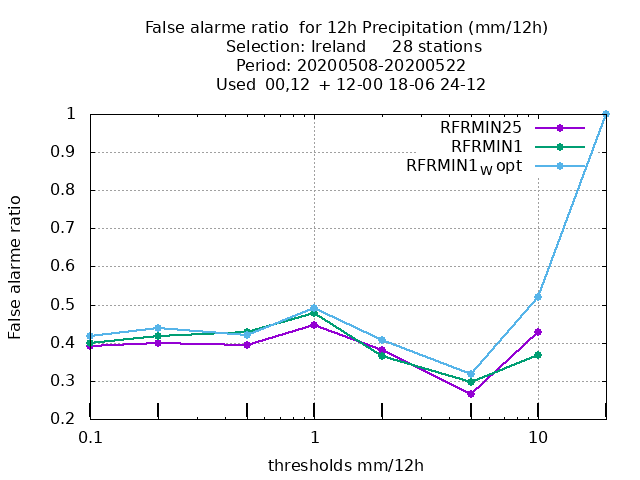 False alarme ratio  for 12h Precipitation (mm/12h)
Selection: Ireland     28 stations
Period: 20200508-20200522
Used  00,12  + 12-00 18-06 24-12
RFRMIN25
RFRMIN1
RFRMIN1W opt
False alarme ratio
1
0.9
0.8
0.7
0.6
0.5
0.4
0.3
0.2
0.1 1 10
thresholds mm/12h